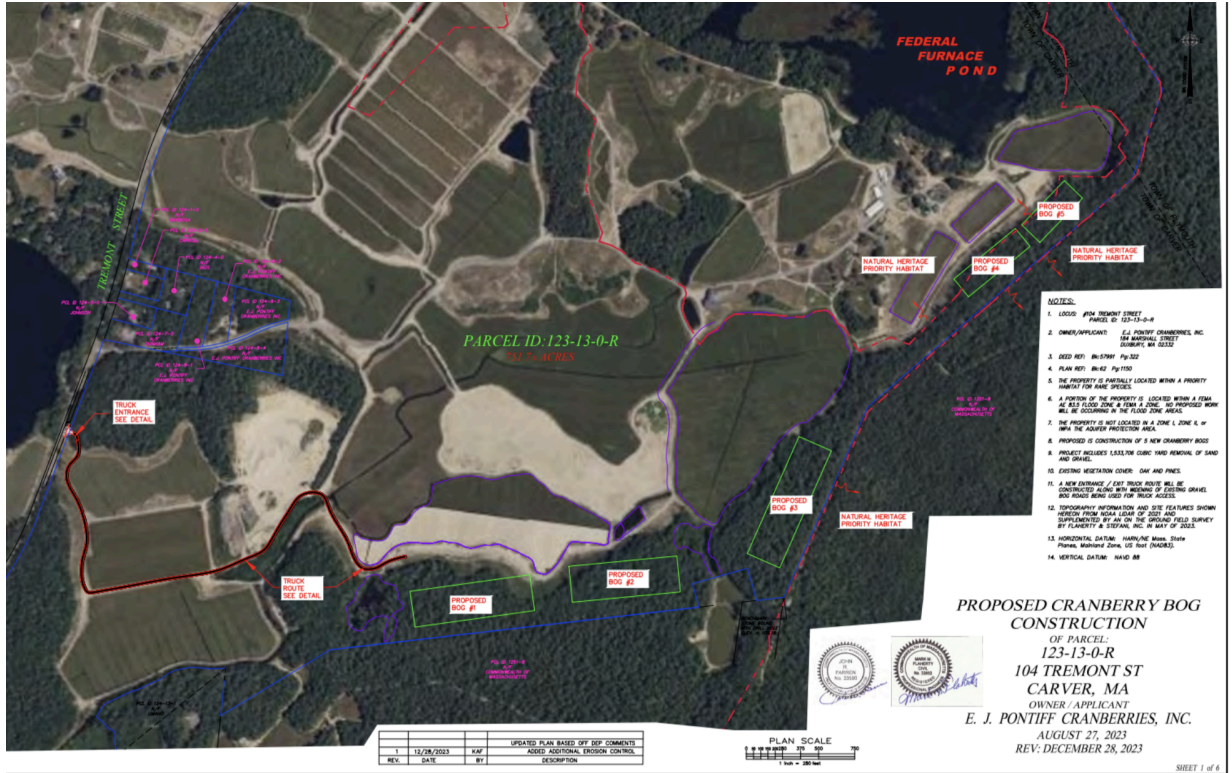 FEDERAL
FURNACE
POND
TREMONT STREET
PROPOSED
BOG #5
NATURAL HERITAGE
PRIORITY HABITAT
NATURAL HERITAGE
PRIORITY HABITAT
PROPOSED
BOG #4
PARCEL ID:123-13-0-R
JOHNSON
E.J. PONTIFF CRANBERRIES INC
TRUCK
ENTRANCE
SEE DETAIL
COMMONWEALTH OF
MASSACHUSETTS
PROPOSED
BOG #3
NATURAL HERITAGE
PRIORITY HABITAT
TRUCK
ROUTE
SEE DETAIL
PROPOSED
BOG #1
PROPOSED
BOG #2
COMMONWEALTH OF
MASSACHUSETTS
NOTES:
1. LOCUS: #104 TREMONT STREET
PARCEL ID: 123-13-0-R
2. OWNER/APPLICANT: E.J. PONTIFF CRANBERRIES, INC.
184 MARSHALL STREET
DUXBURY, MA 02332
3. DEED REF: Bk:57991 Pg:322
4. PLAN REF: Bk:62 Pg:1150
5. THE PROPERTY IS PARTIALLY LOCATED WITHIN A PRIORITY
HABITAT FOR RARE SPECIES.
6. A PORTION OF THE PROPERTY IS LOCATED WITHIN A FEMA
AE 83.5 FLOOD ZONE & FEMA A ZONE. NO PROPOSED WORK
WILL BE OCCURRING IN THE FLOOD ZONE AREAS.
7. THE PROPERTY IS NOT LOCATED IN A ZONE I, ZONE II, or
IWPA THE AQUIFER PROTECTION AREA.
8. PROPOSED IS CONSTRUCTION OF 5 NEW CRANBERRY BOGS
9. PROJECT INCLUDES 1,533,706 CUBIC YARD REMOVAL OF SAND
AND GRAVEL.
10. EXISTING VEGETATION COVER: OAK AND PINES.
11. A NEW ENTRANCE / EXIT TRUCK ROUTE WILL BE
CONSTRUCTED ALONG WITH WIDENING OF EXISTING GRAVEL
BOG ROADS BEING USED FOR TRUCK ACCESS.
12. TOPOGRAPHY INFORMATION AND SITE FEATURES SHOWN
HEREON FROM NOAA LIDAR OF 2021 AND
SUPPLEMENTED BY AN ON THE GROUND FIELD SURVEY
BY FLAHERTY & STEFANI, INC. IN MAY OF 2023.
13. HORIZONTAL DATUM: HARN/NE Mass. State
Planes, Mainland Zone, US foot (NAD83).
14. VERTICAL DATUM: NAVD 88
PROPOSED CRANBERRY BOG
CONSTRUCTION
OF PARCEL:
123-13-0-R
104 TREMONT ST
CARVER, MA
OWNER / APPLICANT
E. J. PONTIFF CRANBERRIES, INC.
AUGUST 27, 2023
REV: DECEMBER 28, 2023
MARK W.
FLAHERTY
CIVIL
UPDATED PLAN BASED OFF DEP COMMENTS
1 12/28/2023 KAF ADDED ADDITIONAL EROSION CONTROL
REV. DATE BY DESCRIPTION
PLAN SCALE
1 inch = 250 feet
SHEET 1 of 6